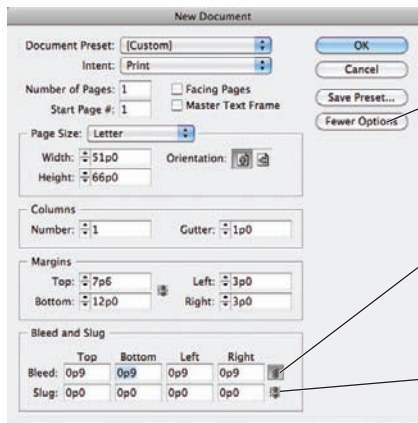 New Document
Document Preset: [Custom] OK
Intent: Print Cancel
Number of Pages: 1 Facing Pages Save Preset...
Start Page #: 1 Master Text Frame
Fewer Options
Page Size: Letter
Width: 51p0 Orientation:
Height: 66p0
Columns
Number: 1 Gutter: 1p0
Margins
Top: 7p6 Left: 3p0
Bottom: 12p0 Right: 3p0
Bleed and Slug
Top Bottom Left Right
Bleed: 0p9 0p9 0p9 0p9
Slug: 0p0 0p0 0p0 0p0